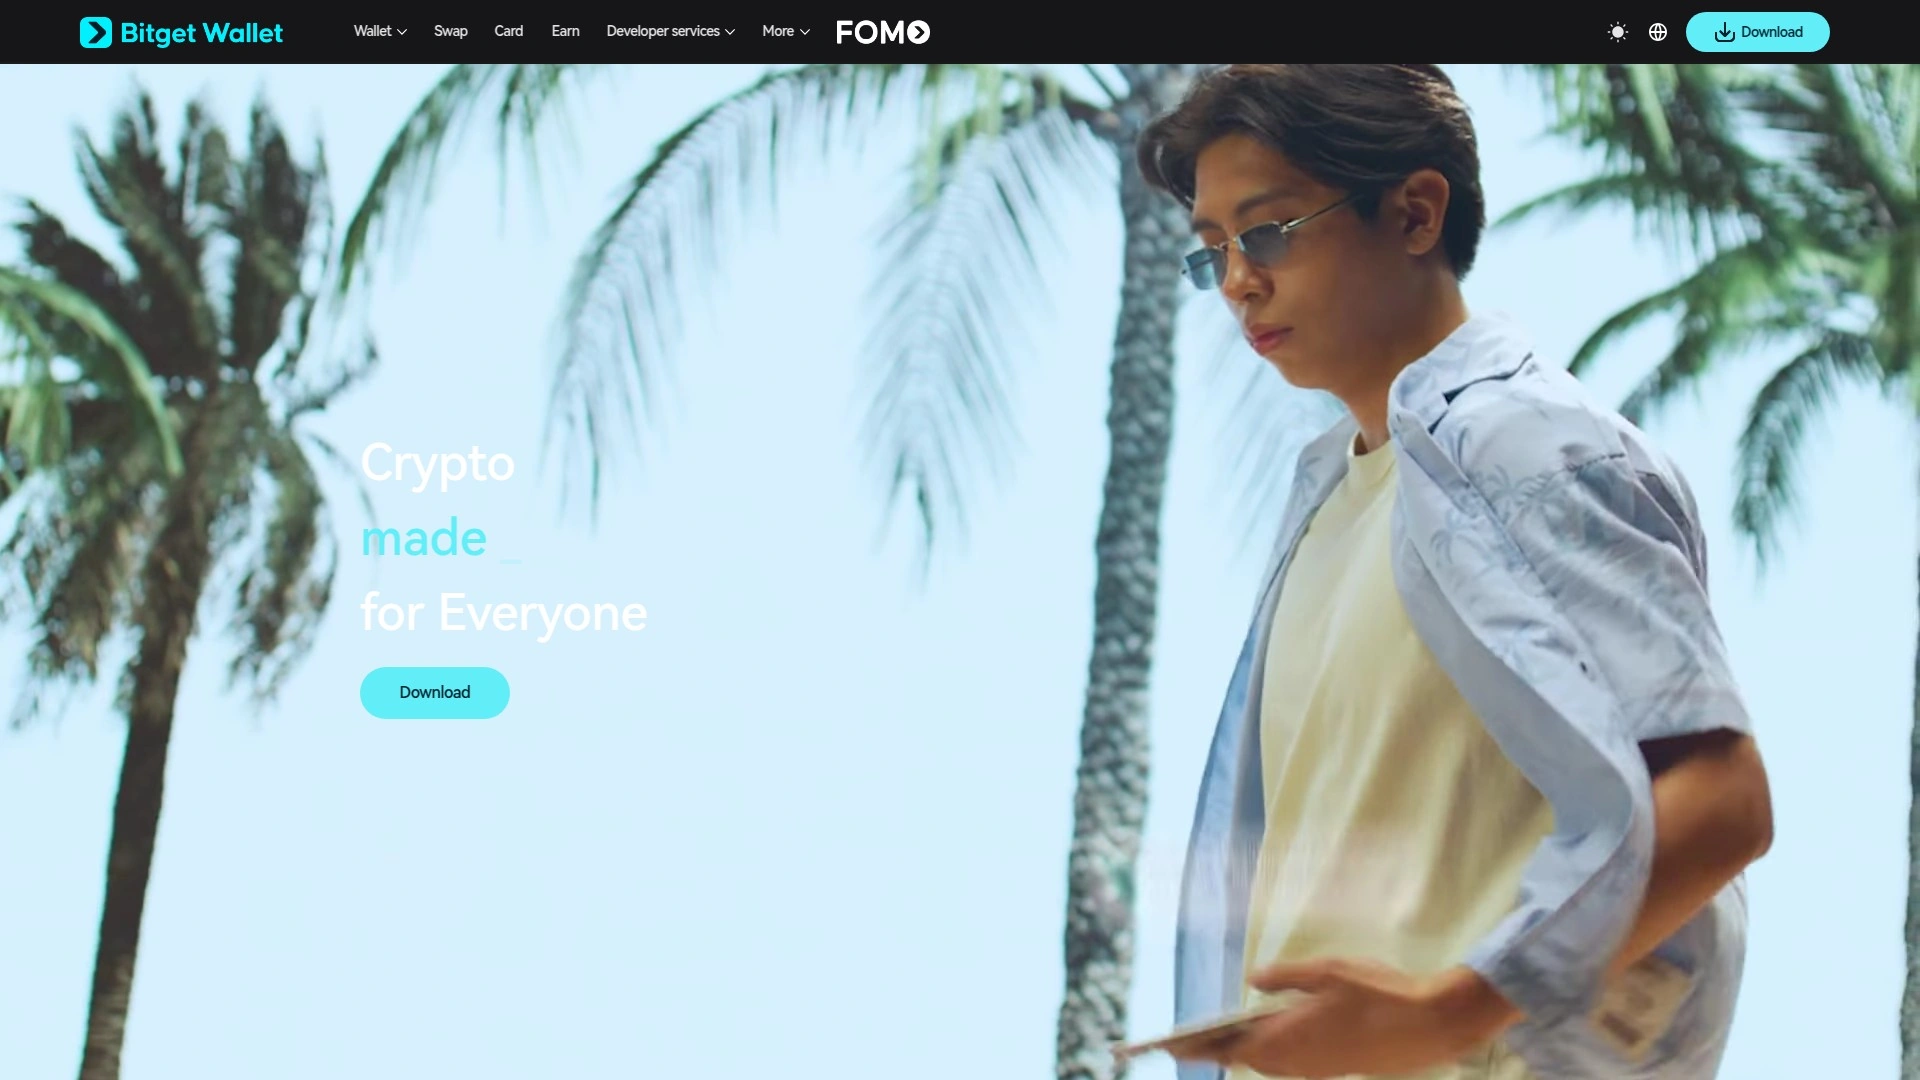 Bitget Wallet
Wallet
Swap
Card
Earn
Developer services
More
FOMO
Download
Crypto
made _
for Everyone
Download